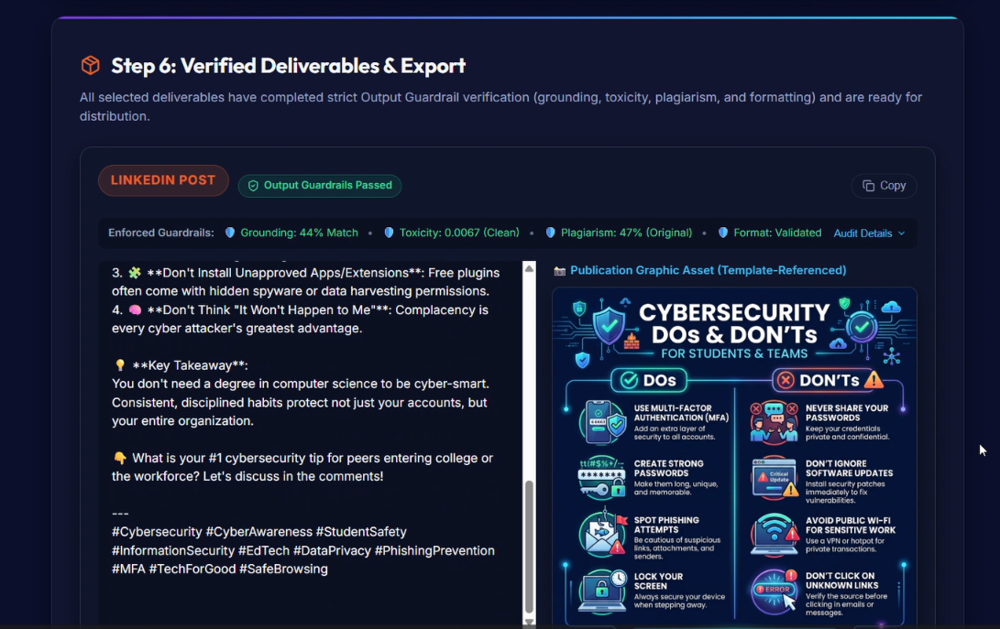 Step 6: Verified Deliverables & Export
All selected deliverables have completed strict Output Guardrail verification (grounding, toxicity, plagiarism, and formatting) and are ready for
distribution.
LINKEDIN POST
Output Guardrails Passed
Copy
Enforced Guardrails:
Grounding: 44% Match
•
Toxicity: 0.0067 (Clean)
•
Plagiarism: 47% (Original)
•
Format: Validated
Audit Details
3. 🧩 **Don't Install Unapproved Apps/Extensions**: Free plugins
often come with hidden spyware or data harvesting permissions.
4. 🧠 **Don't Think "It Won't Happen to Me"**: Complacency is
every cyber attacker's greatest advantage.
💡 **Key Takeaway**:
You don't need a degree in computer science to be cyber-smart.
Consistent, disciplined habits protect not just your accounts, but
your entire organization.
👇 What is your #1 cybersecurity tip for peers entering college or
the workforce? Let's discuss in the comments!
---
#Cybersecurity #CyberAwareness #StudentSafety
#InformationSecurity #EdTech #DataPrivacy #PhishingPrevention
#MFA #TechForGood #SafeBrowsing
📸 Publication Graphic Asset (Template-Referenced)
CYBERSECURITY
DOs & DON'Ts
FOR STUDENTS & TEAMS
DOs
USE MULTI-FACTOR
AUTHENTICATION (MFA)
Add an extra layer of
security to all accounts.
CREATE STRONG
PASSWORDS
Make them long, unique,
and memorable.
SPOT PHISHING
ATTEMPTS
Be cautious of suspicious
links, attachments, and
senders.
LOCK YOUR
SCREEN
Always secure your device
when stepping away.
DON'Ts
NEVER SHARE YOUR
PASSWORDS
Keep your credentials
private and confidential.
Critical
Update
DON'T IGNORE
SOFTWARE UPDATES
Install security patches
immediately to fix
vulnerabilities.
AVOID PUBLIC WI-FI
FOR SENSITIVE WORK
Use a VPN or hotpot for
private transactions.
ERROR
DON'T CLICK ON
UNKNOWN LINKS
Verify the source before
clicking in emails or
messages.